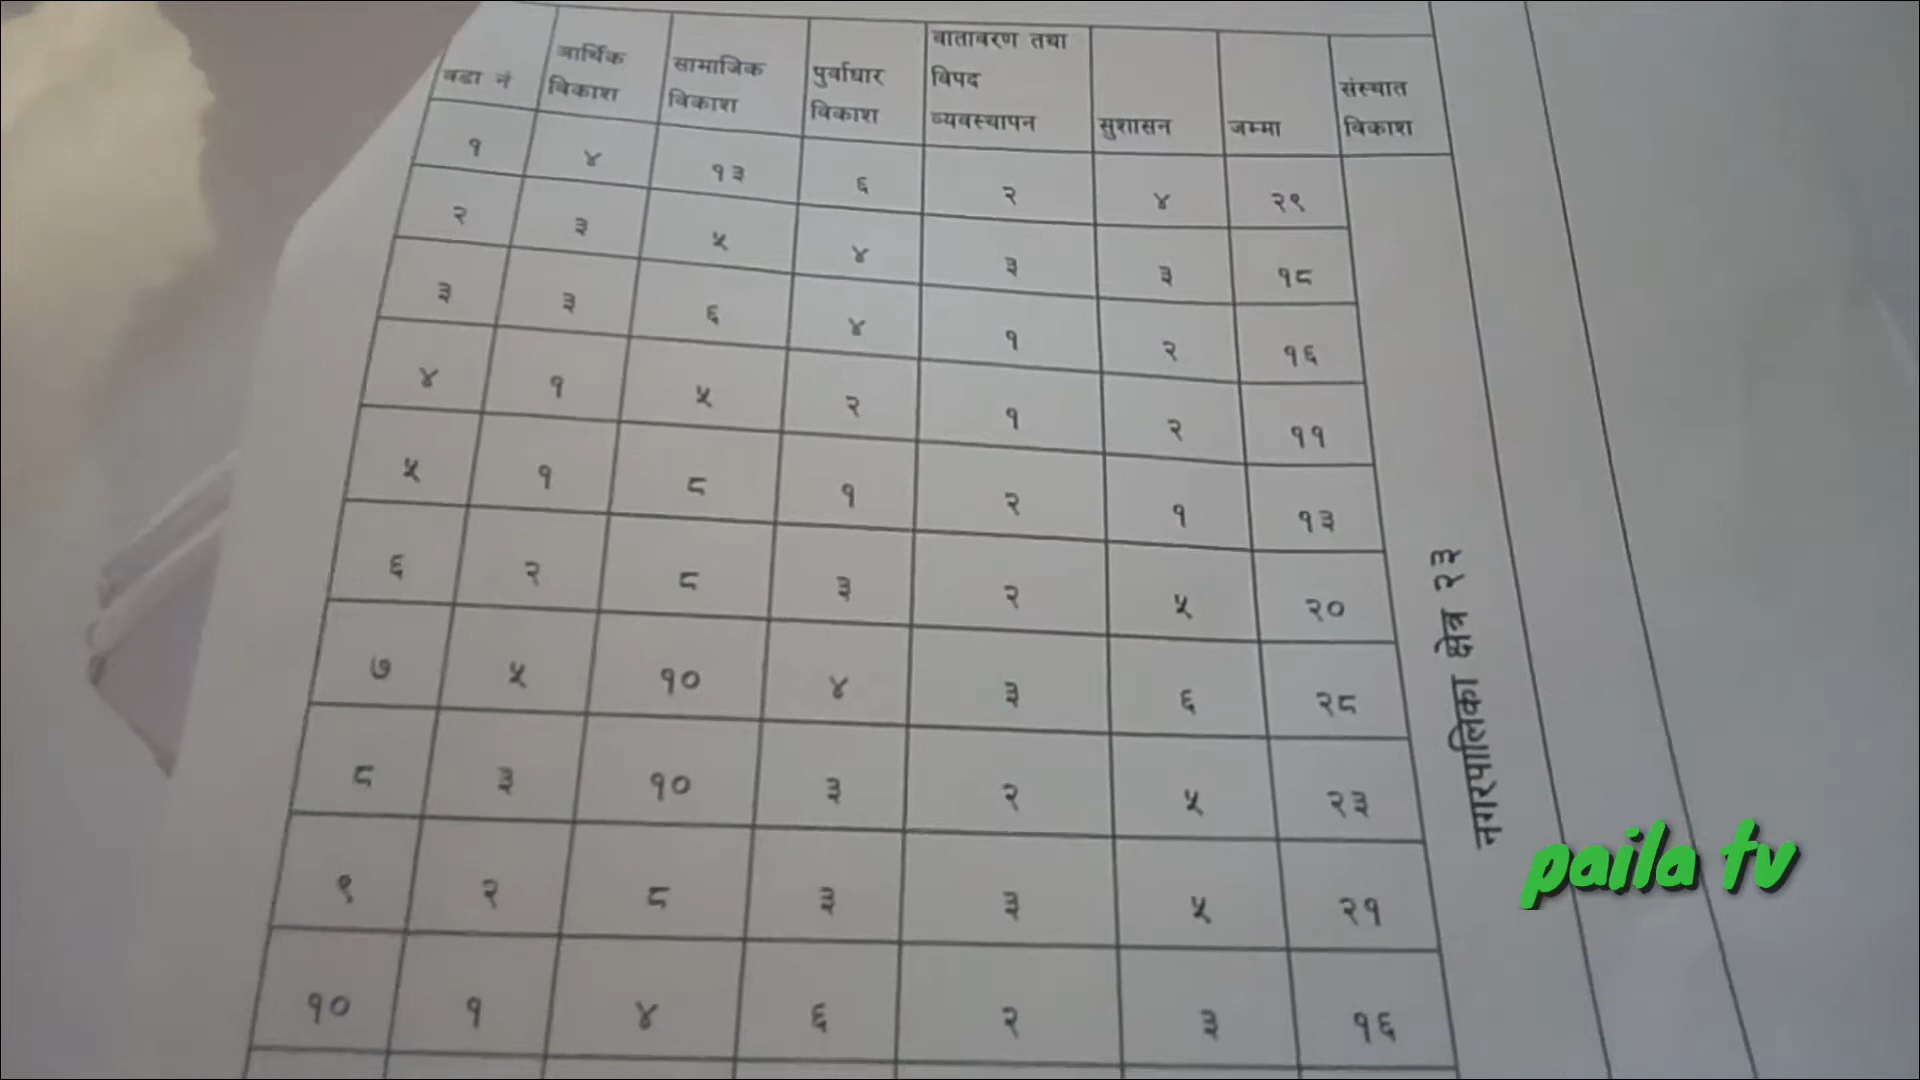 वडा नं आर्थिक विकाश सामाजिक विकाश पुर्वाधार विकाश वातावरण तथा विपद व्यवस्थापन सुशासन जम्मा संस्थात विकाश
१ ४ १३ ६ २ ४ २९
२ ३ ५ ४ ३ ३ १८
३ ३ ६ ४ १ २ १६
४ १ ५ २ १ २ ११
५ १ ८ १ २ १ १३
६ २ ८ ३ २ ५ २०
७ ५ १० ४ ३ ६ २८
८ ३ १० ३ २ ५ २३
९ २ ८ ३ ३ ५ २१
१० १ ४ ६ २ ३ १६
नगरपालिका क्षेत्र २३
paila tv